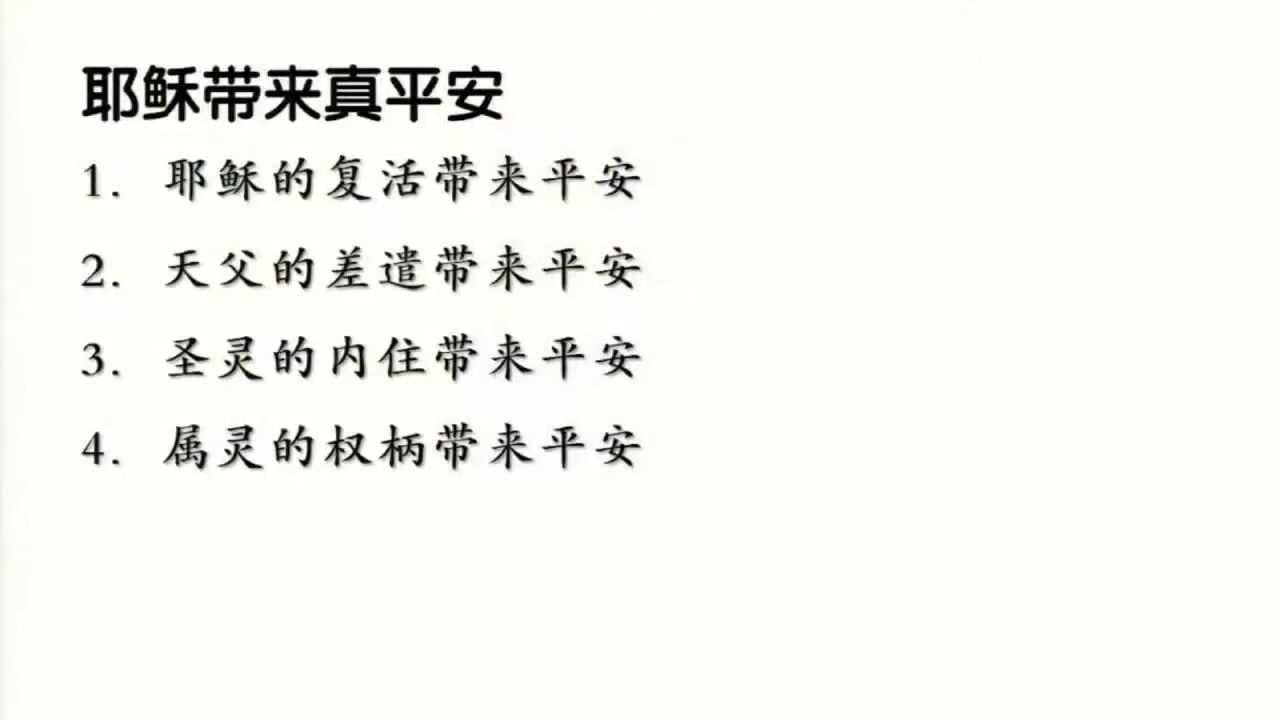 耶稣带来真平安
1. 耶稣的复活带来平安
2. 天父的差遣带来平安
3. 圣灵的内住带来平安
4. 属灵的权柄带来平安